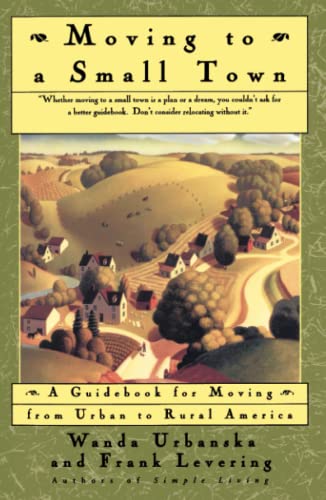 Moving to
a Small Town
"Whether moving to a small town is a plan or a dream, you couldn't ask for
a better guidebook. Don't consider relocating without it."
A Guidebook for Moving
from Urban to Rural America
Wanda Urbanska
and Frank Levering
Authors of Simple Living